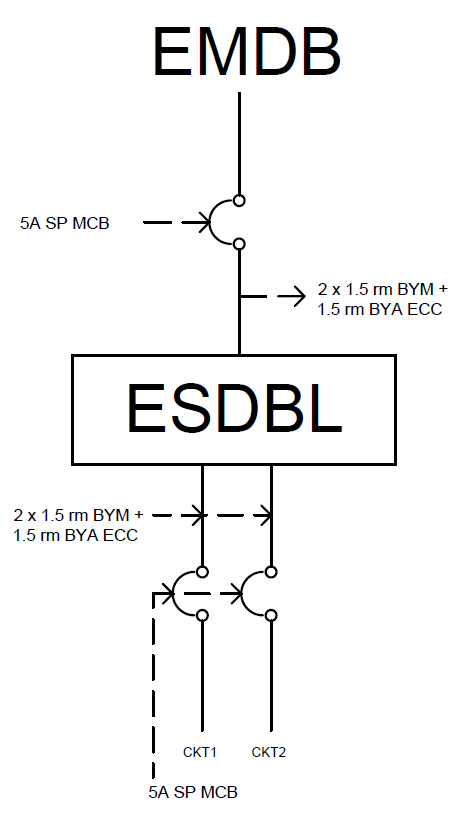 EMDB
5A SP MCB
2 x 1.5 rm BYM +
1.5 rm BYA ECC
ESDBL
2 x 1.5 rm BYM +
1.5 rm BYA ECC
CKT1
CKT2
5A SP MCB